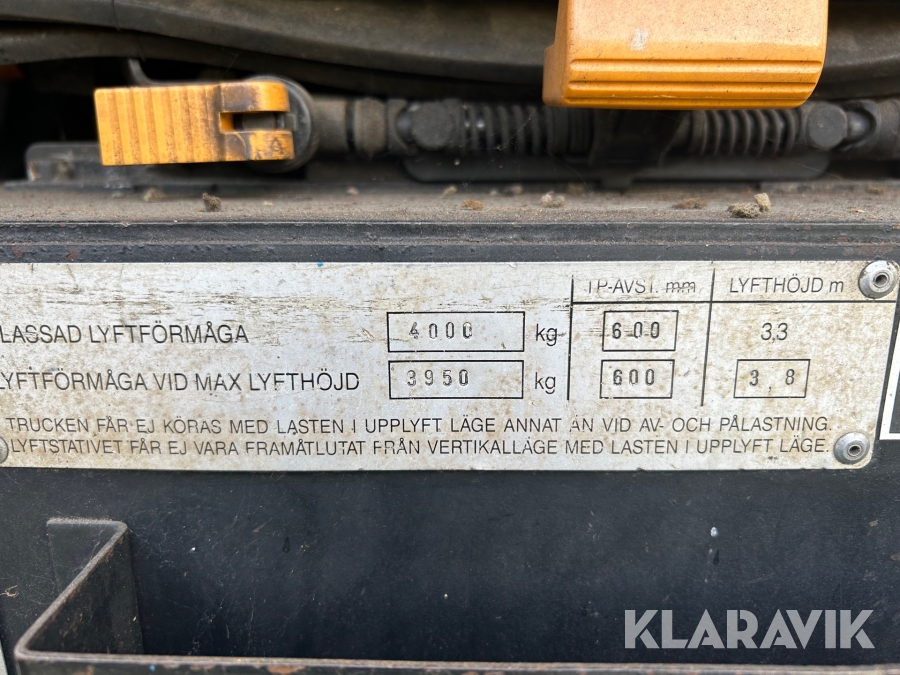 TP-AVST. mm LYFTHÖJD m
LASSAD LYFTFÖRMÅGA 4000 kg 600 3,3
LYFTFÖRMÅGA VID MAX LYFTHÖJD 3950 kg 600 3 8
TRUCKEN FÅR EJ KÖRAS MED LASTEN I UPPLYFT LÄGE ANNAT ÄN VID AV- OCH PÅLASTNING.
LYFTSTATIVET FÅR EJ VARA FRAMÅTLUTAT FRÅN VERTIKALLÄGE MED LASTEN I UPPLYFT LÄGE.
KLARAVIK